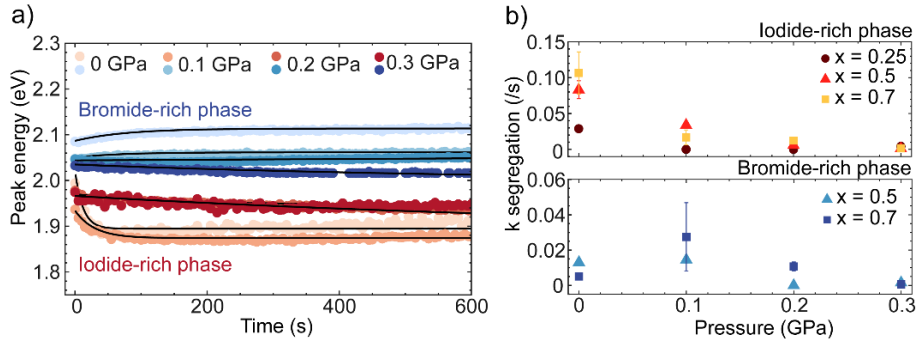 a)
2.3
2.2
2.1
2.0
1.9
1.8
Peak energy (eV)
0 GPa
0.1 GPa
0.2 GPa
0.3 GPa
Bromide-rich phase
Iodide-rich phase
0
200
400
600
Time (s)
b)
Iodide-rich phase
0.15
0.10
0.05
0
x = 0.25
x = 0.5
x = 0.7
k segregation (/s)
Bromide-rich phase
0.06
0.04
0.02
0
x = 0.5
x = 0.7
0
0.1
0.2
0.3
Pressure (GPa)